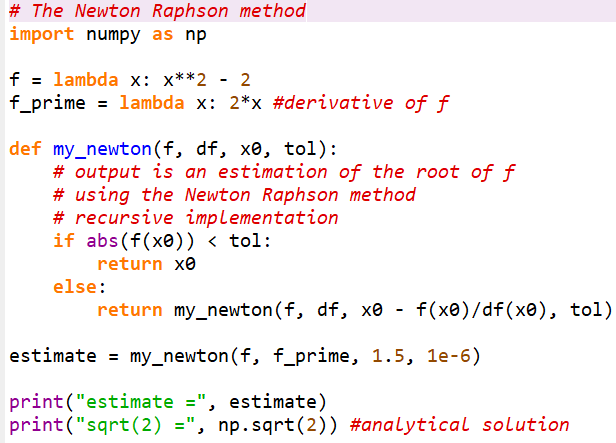 # The Newton Raphson method
import numpy as np
f = lambda x: x**2 - 2
f_prime = lambda x: 2*x #derivative of f
def my_newton(f, df, x0, tol):
# output is an estimation of the root of f
# using the Newton Raphson method
# recursive implementation
if abs(f(x0)) < tol:
return x0
else:
return my_newton(f, df, x0 - f(x0)/df(x0), tol)
estimate = my_newton(f, f_prime, 1.5, 1e-6)
print("estimate =", estimate)
print("sqrt(2) =", np.sqrt(2)) #analytical solution